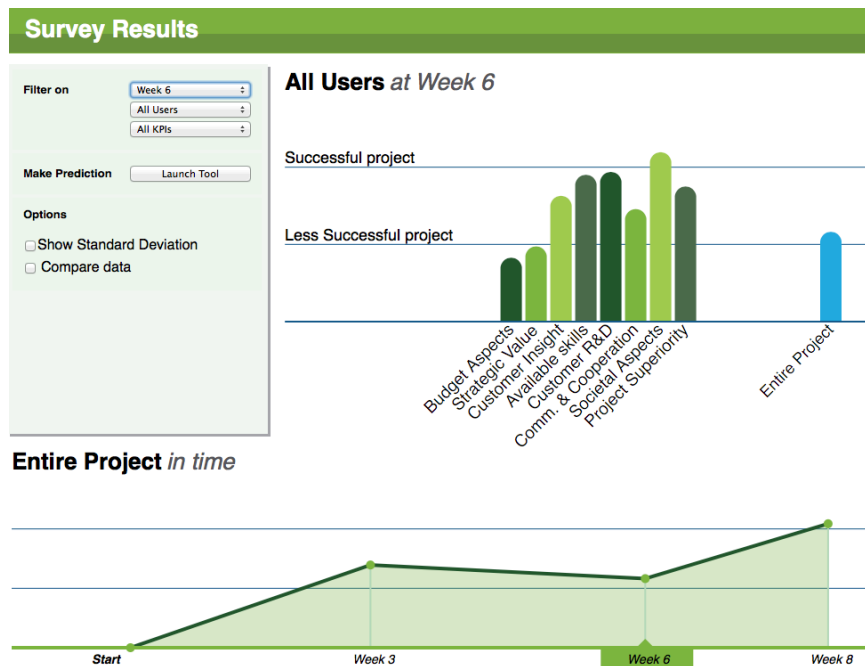 Survey Results
Filter on
Week 6
All Users
All KPIs
Make Prediction
Launch Tool
Options
Show Standard Deviation
Compare data
All Users at Week 6
Successful project
Less Successful project
Budget Aspects
Strategic Value
Customer Insight
Available skills
Customer R&D
Comm. & Cooperation
Societal Aspects
Project Superiority
Entire Project
Entire Project in time
Start
Week 3
Week 6
Week 8